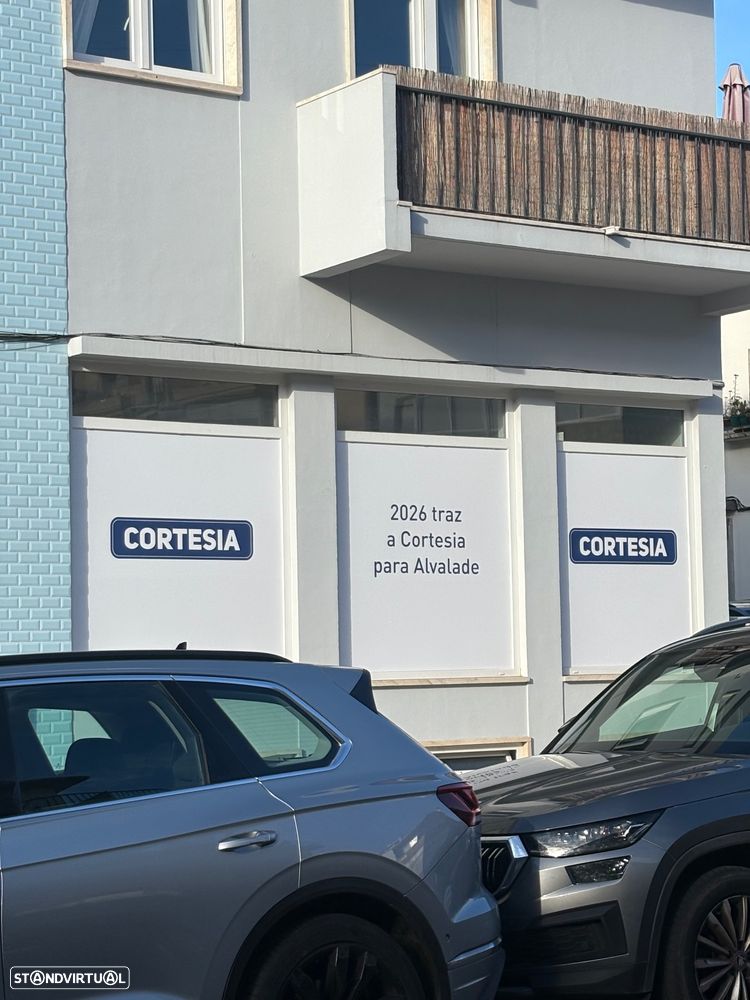 CORTESIA
2026 traz
a Cortesia
para Alvalade
CORTESIA
STANDVIRTUAL